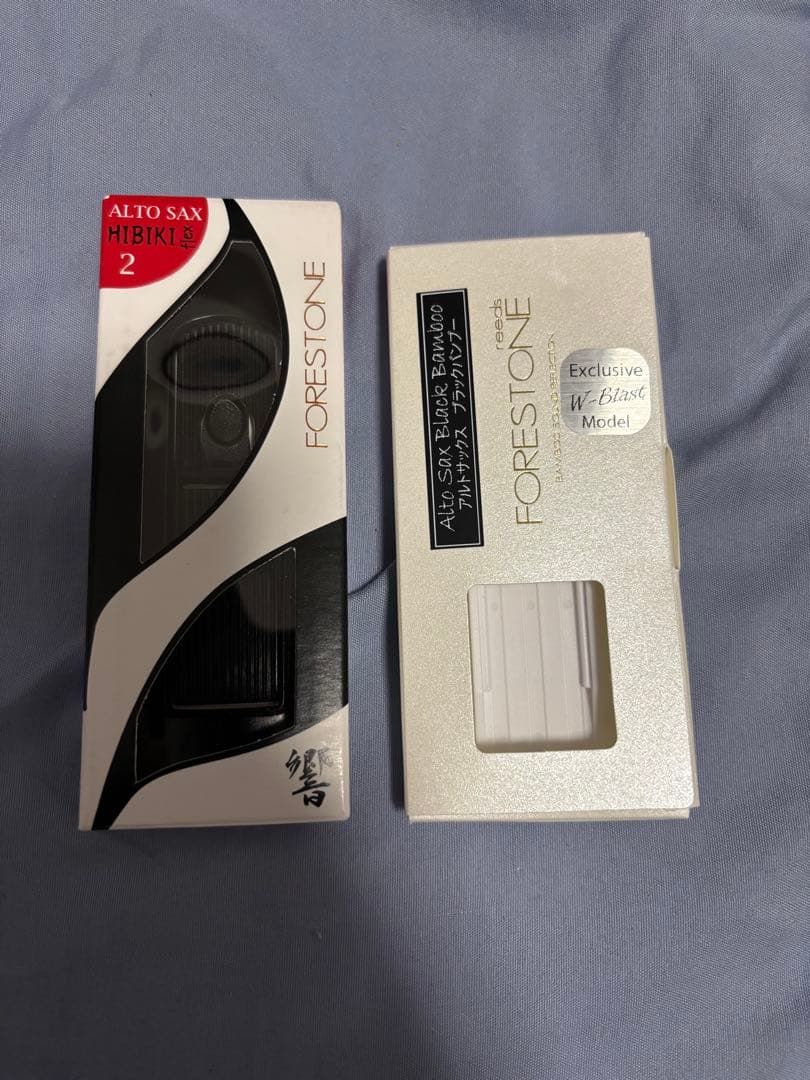 ALTO SAX
HIBIKI flex
2
FORESTONE
響
Alto Sax Black Bamboo
アルトサックス ブラックバンブー
reeds
FORESTONE
BAMBOO SOUND SELECTION
Exclusive
W-Blast
Model